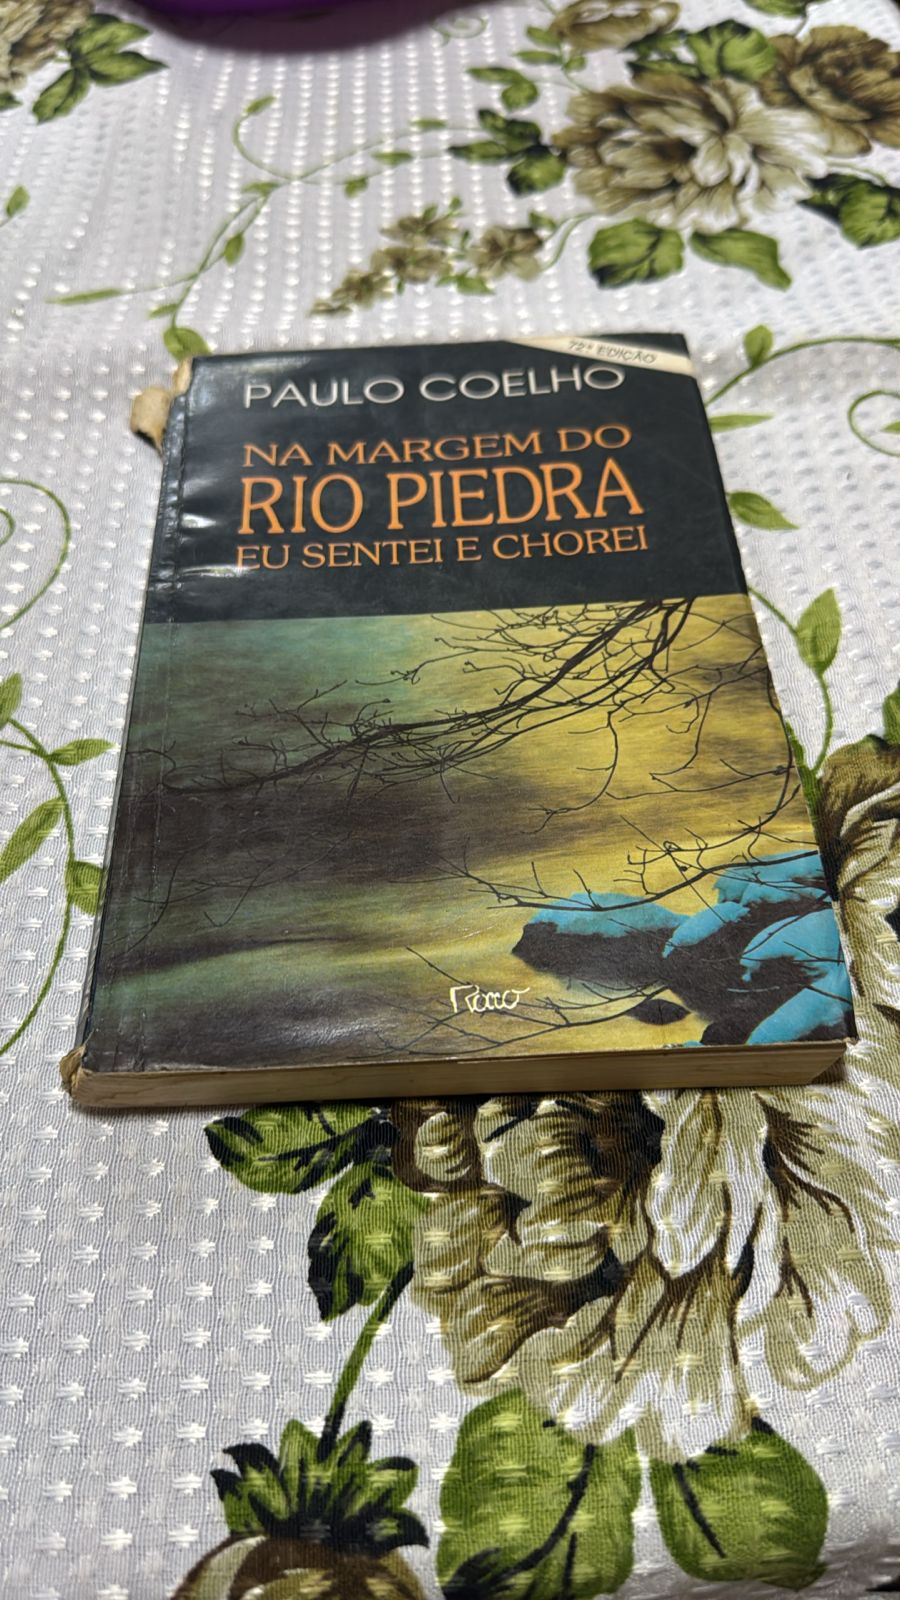 72ª EDIÇÃO
PAULO COELHO
NA MARGEM DO
RIO PIEDRA
EU SENTEI E CHOREI
Rocco